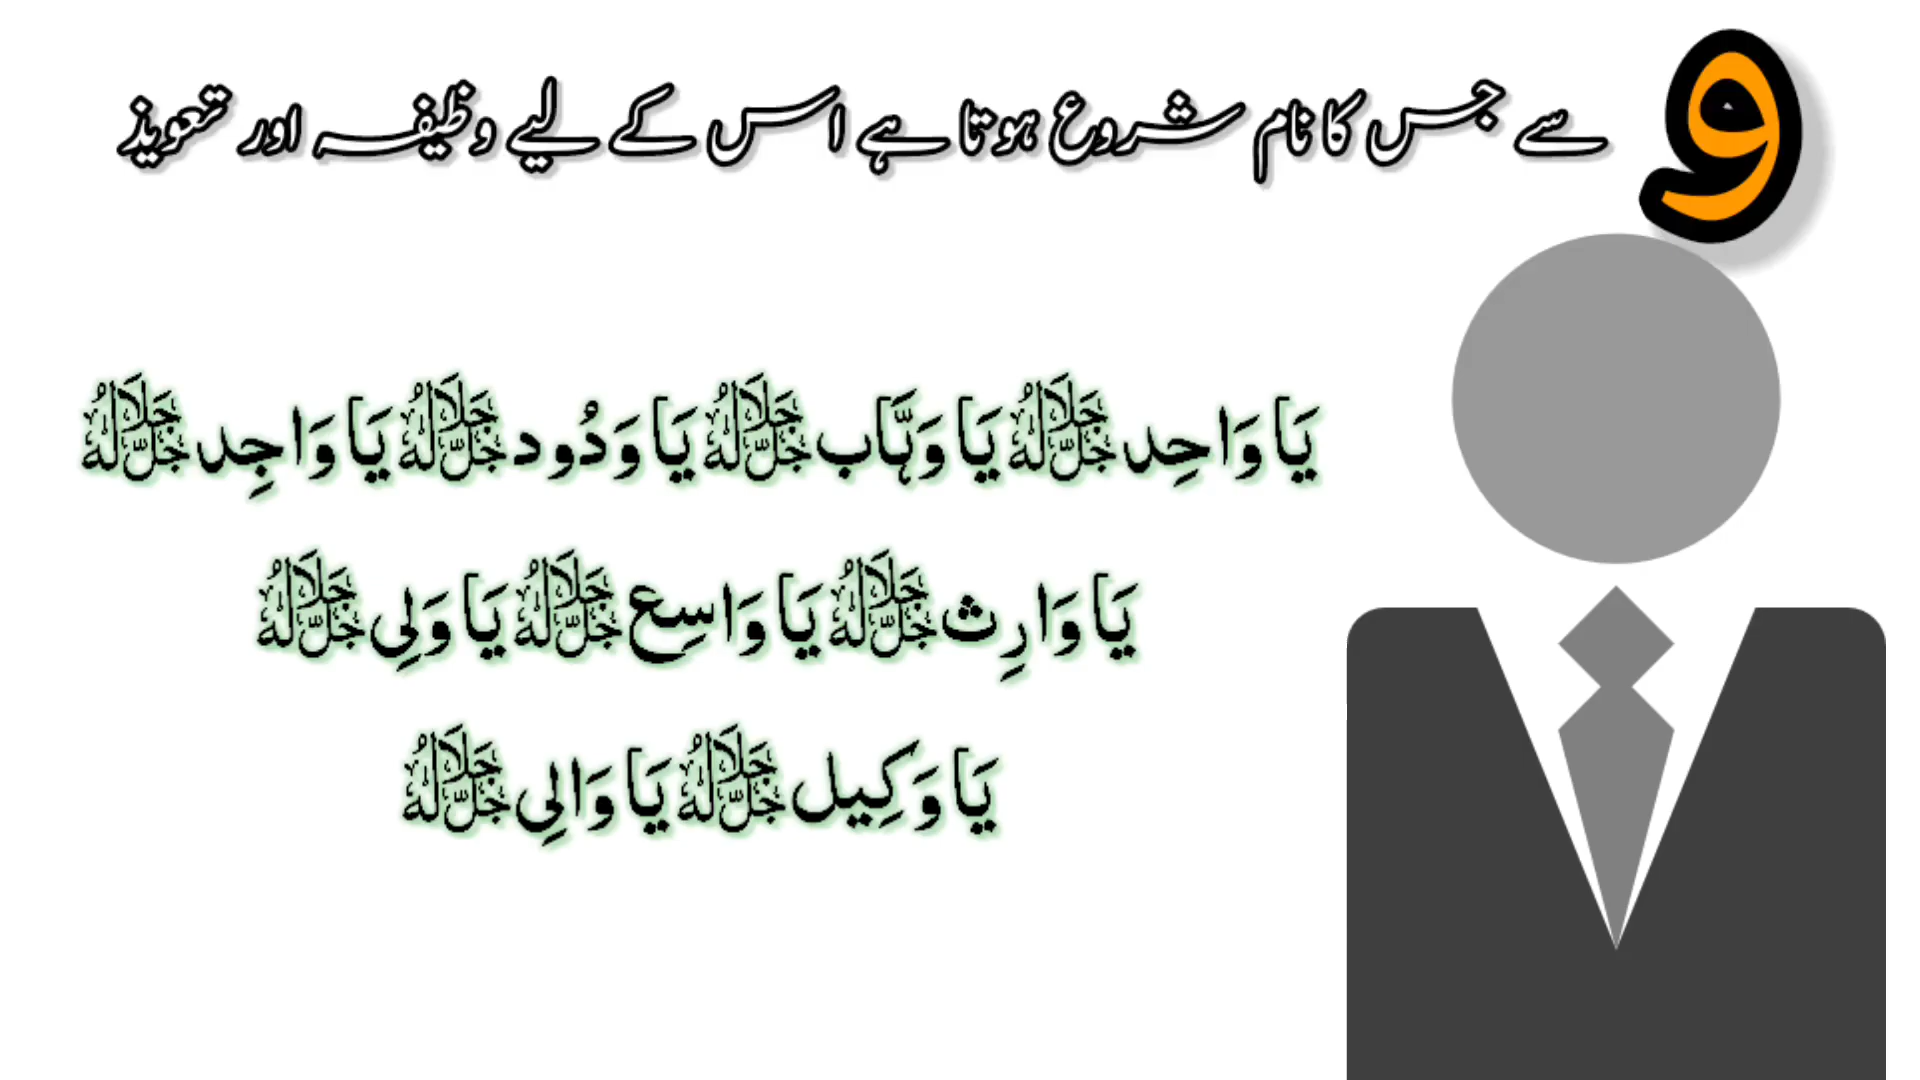 و سے جس کا نام شروع ہوتا ہے اس کے لیے وظیفہ اور تعویذ
یَا وَاحِد جَلَّ جَلَالُهُ یَا وَہَّاب جَلَّ جَلَالُهُ یَا وَدُود جَلَّ جَلَالُهُ یَا وَاجِد جَلَّ جَلَالُهُ
یَا وَارِث جَلَّ جَلَالُهُ یَا وَاسِع جَلَّ جَلَالُهُ یَا وَلِی جَلَّ جَلَالُهُ
یَا وَکِیل جَلَّ جَلَالُهُ یَا وَالِی جَلَّ جَلَالُهُ